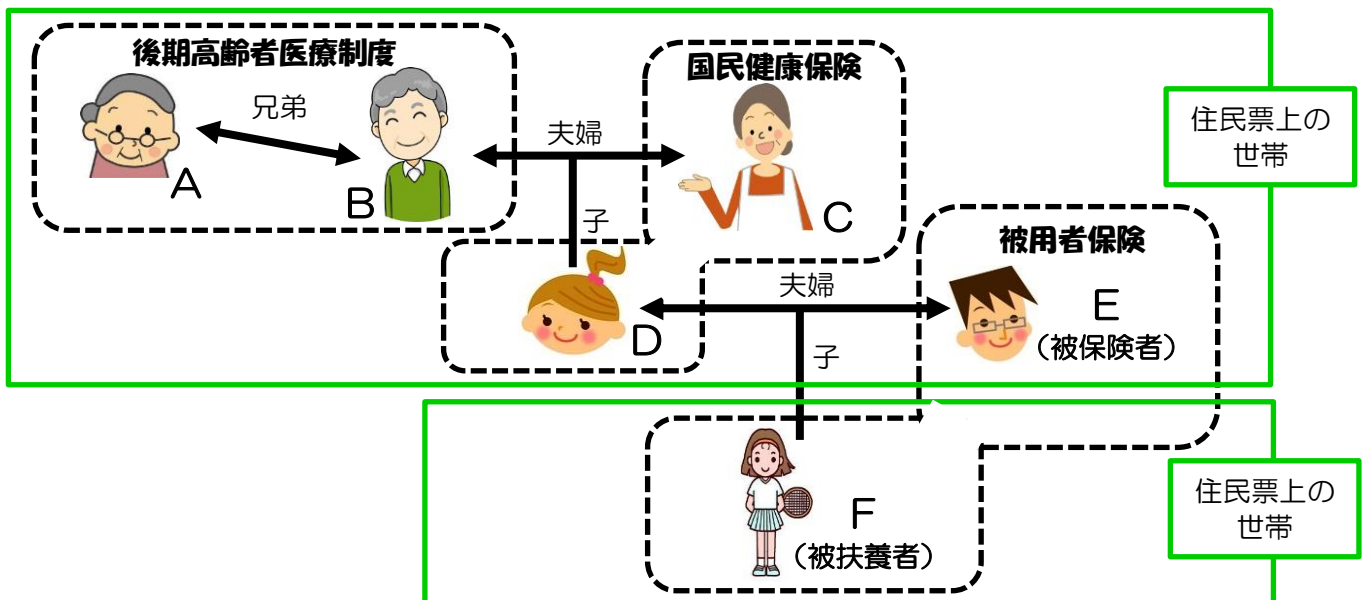 後期高齢者医療制度
兄弟
A
B
夫婦
国民健康保険
C
住民票上の
世帯
子
D
夫婦
被用者保険
E
（被保険者）
子
F
（被扶養者）
住民票上の
世帯